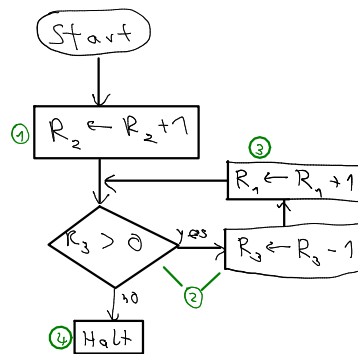 Start
① R₂ ← R₂ + 1
③
R₁ ← R₁ + 1
R₃ > 0
yes
R₃ ← R₃ - 1
②
no
④ Halt